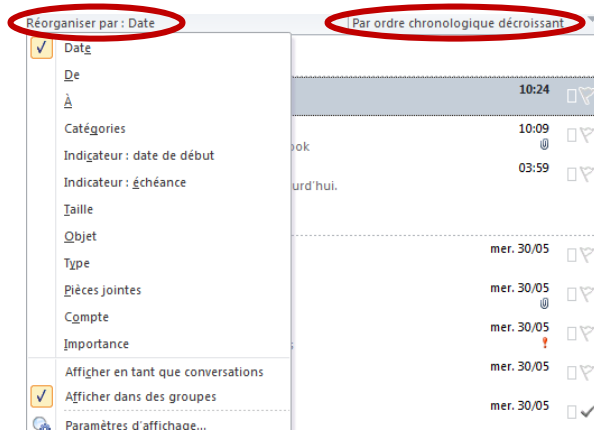 Réorganiser par : Date
Par ordre chronologique décroissant
Date
De
À
10:24
Catégories
10:09
ook
Indicateur : date de début
03:59
Indicateur : échéance
urd'hui.
Taille
Objet
mer. 30/05
Type
Pièces jointes
mer. 30/05
Compte
mer. 30/05
Importance
Afficher en tant que conversations
mer. 30/05
Afficher dans des groupes
mer. 30/05
Paramètres d'affichage...